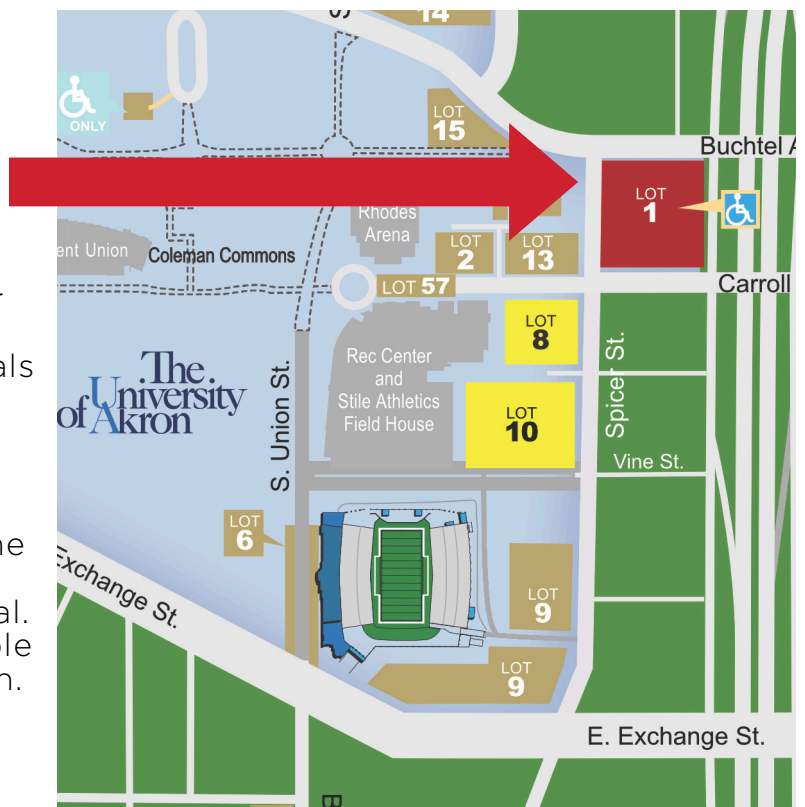 14
S
ONLY
LOT
15
Buchtel A
LOT
1
Rhodes
Arena
ent Union
Coleman Commons
LOT
2
LOT
13
LOT 57
Carroll
als
LOT
8
Rec Center
and
Stile Athletics
Field House
The
University
of Akron
LOT
10
Spicer St.
S. Union St.
Vine St.
LOT
6
ne
Exchange St.
al.
ole
n.
LOT
9
LOT
9
E. Exchange St.
B